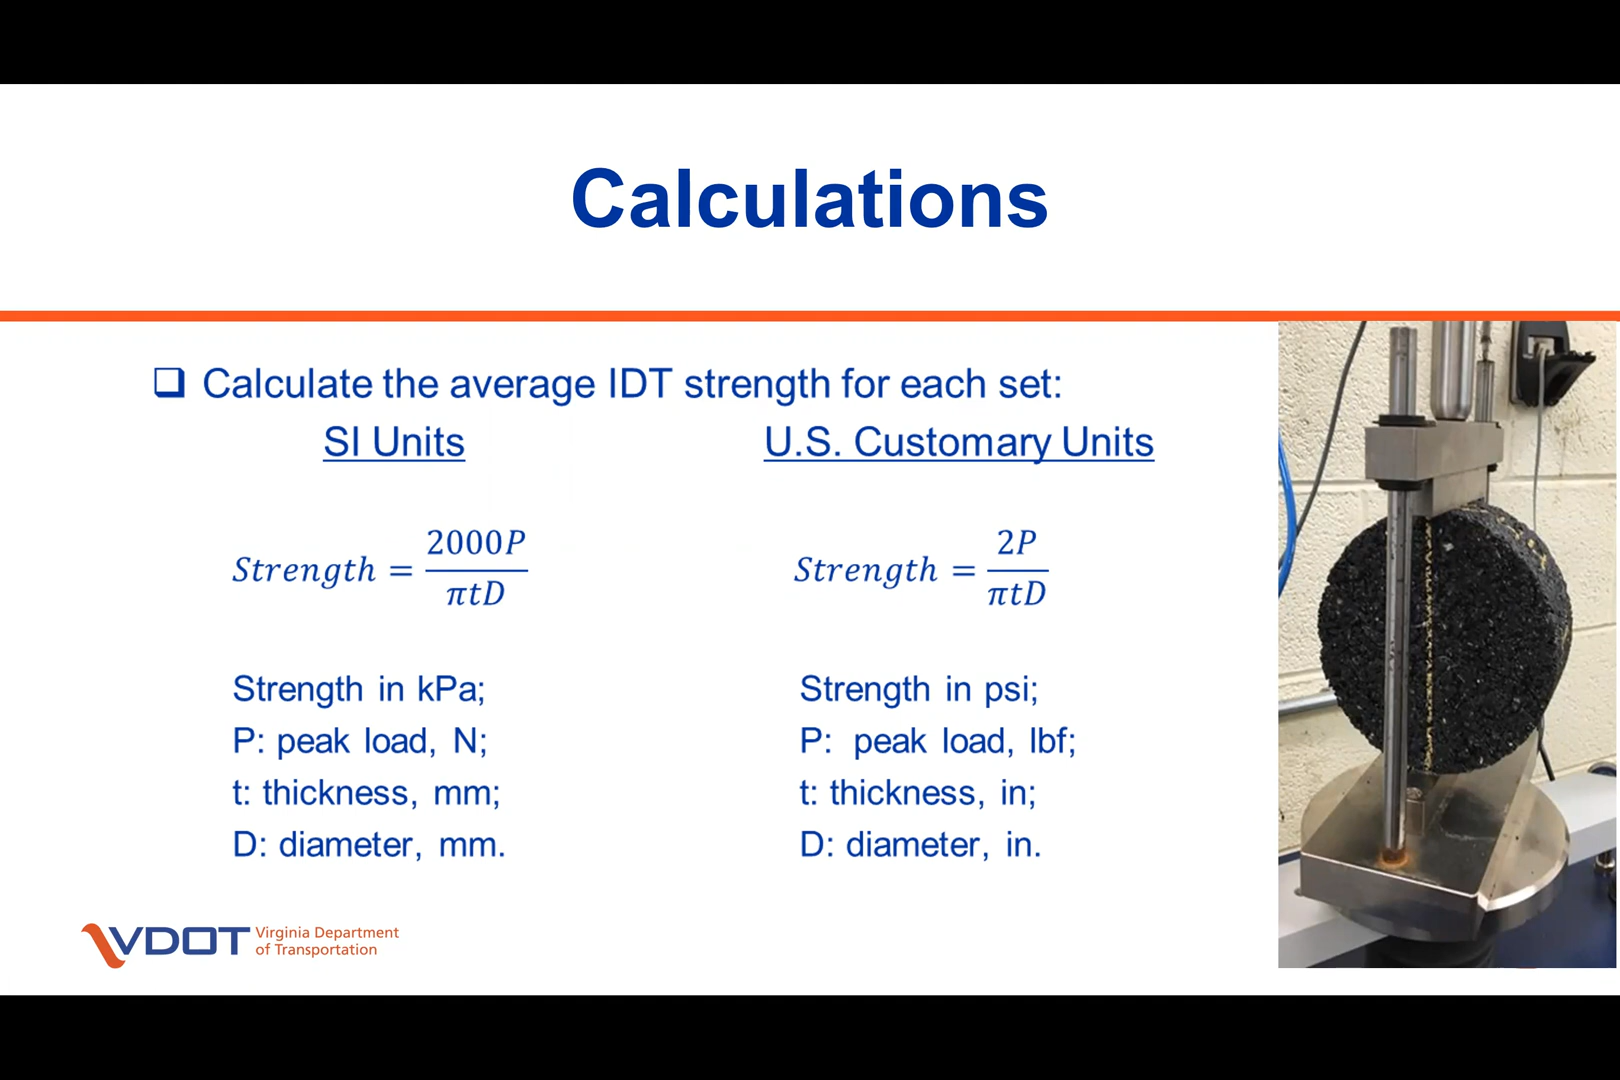 Calculations
❑ Calculate the average IDT strength for each set:
SI Units
Strength = 2000P / πtD
Strength in kPa;
P: peak load, N;
t: thickness, mm;
D: diameter, mm.
U.S. Customary Units
Strength = 2P / πtD
Strength in psi;
P: peak load, lbf;
t: thickness, in;
D: diameter, in.
VDOT Virginia Department
of Transportation